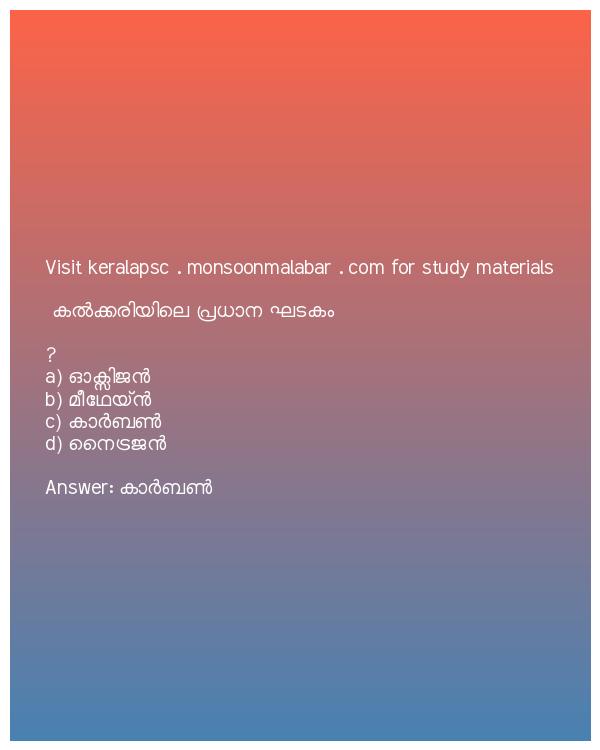 Visit keralapsc . monsoonmalabar . com for study materials
കൽക്കരിയിലെ പ്രധാന ഘടകം
?
a) ഓക്സിജൻ
b) മീഥേയ്ൻ
c) കാർബൺ
d) നൈട്രജൻ
Answer: കാർബൺ